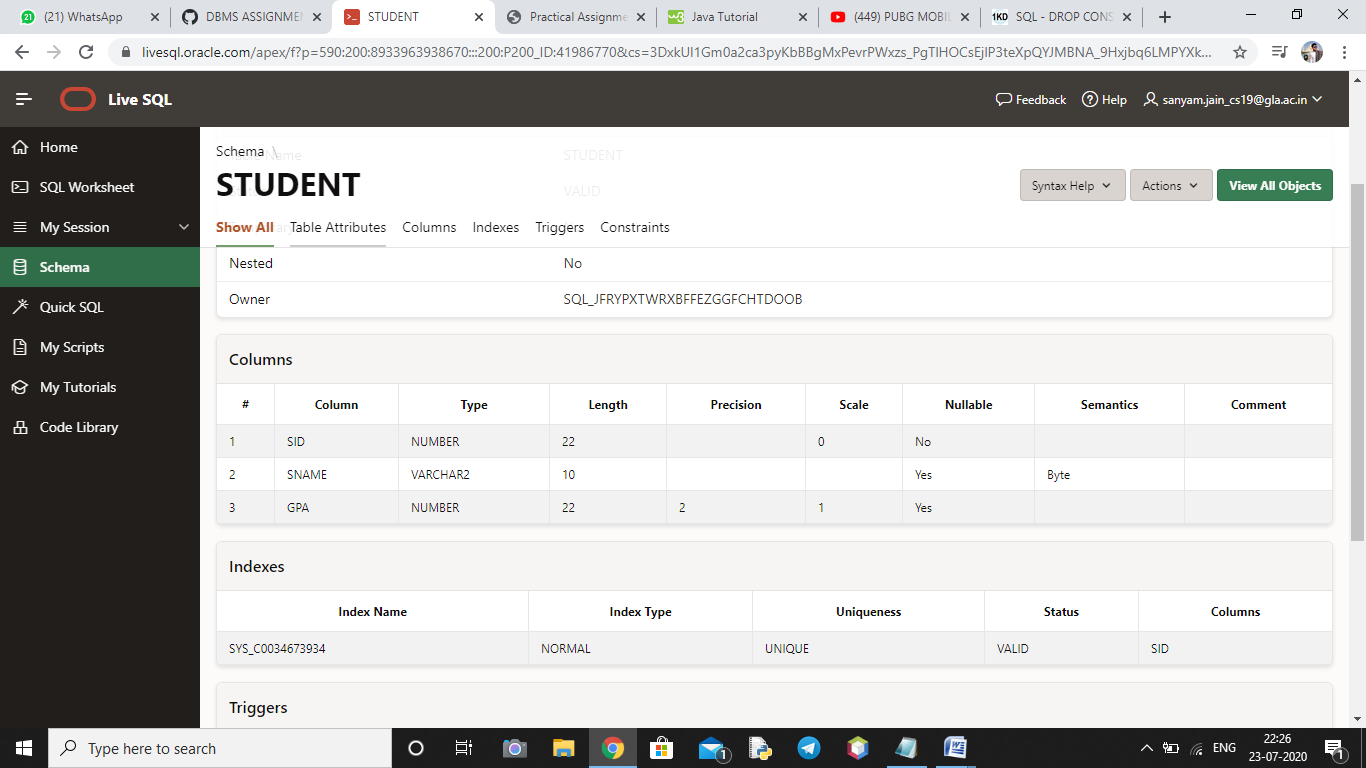 (21) WhatsApp
DBMS ASSIGNME
STUDENT
Practical Assignme
Java Tutorial
(449) PUBG MOBIL
1KD SQL - DROP CONS
livesql.oracle.com/apex/f?p=590:200:8933963938670:::200:P200_ID:41986770&cs=3DxkUI1Gm0a2ca3pyKbBBgMxPevrPWxzs_PgTlHOCsEjlP3teXpQYJMBNA_9Hxjbq6LMPYXk...
Live SQL
Feedback
Help
sanyam.jain_cs19@gla.ac.in
Home
SQL Worksheet
My Session
Schema
Quick SQL
My Scripts
My Tutorials
Code Library
Schema \
Name STUDENT
STUDENT
VALID
Syntax Help
Actions
View All Objects
Show All Table Attributes Columns Indexes Triggers Constraints
Nested No
Owner SQL_JFRYPXTWRXBFFEZGGFCHTDOOB
Columns
# Column Type Length Precision Scale Nullable Semantics Comment
1 SID NUMBER 22 0 No
2 SNAME VARCHAR2 10 Yes Byte
3 GPA NUMBER 22 2 1 Yes
Indexes
Index Name Index Type Uniqueness Status Columns
SYS_C0034673934 NORMAL UNIQUE VALID SID
Triggers
Type here to search
1
W
ENG
22:26
23-07-2020
1